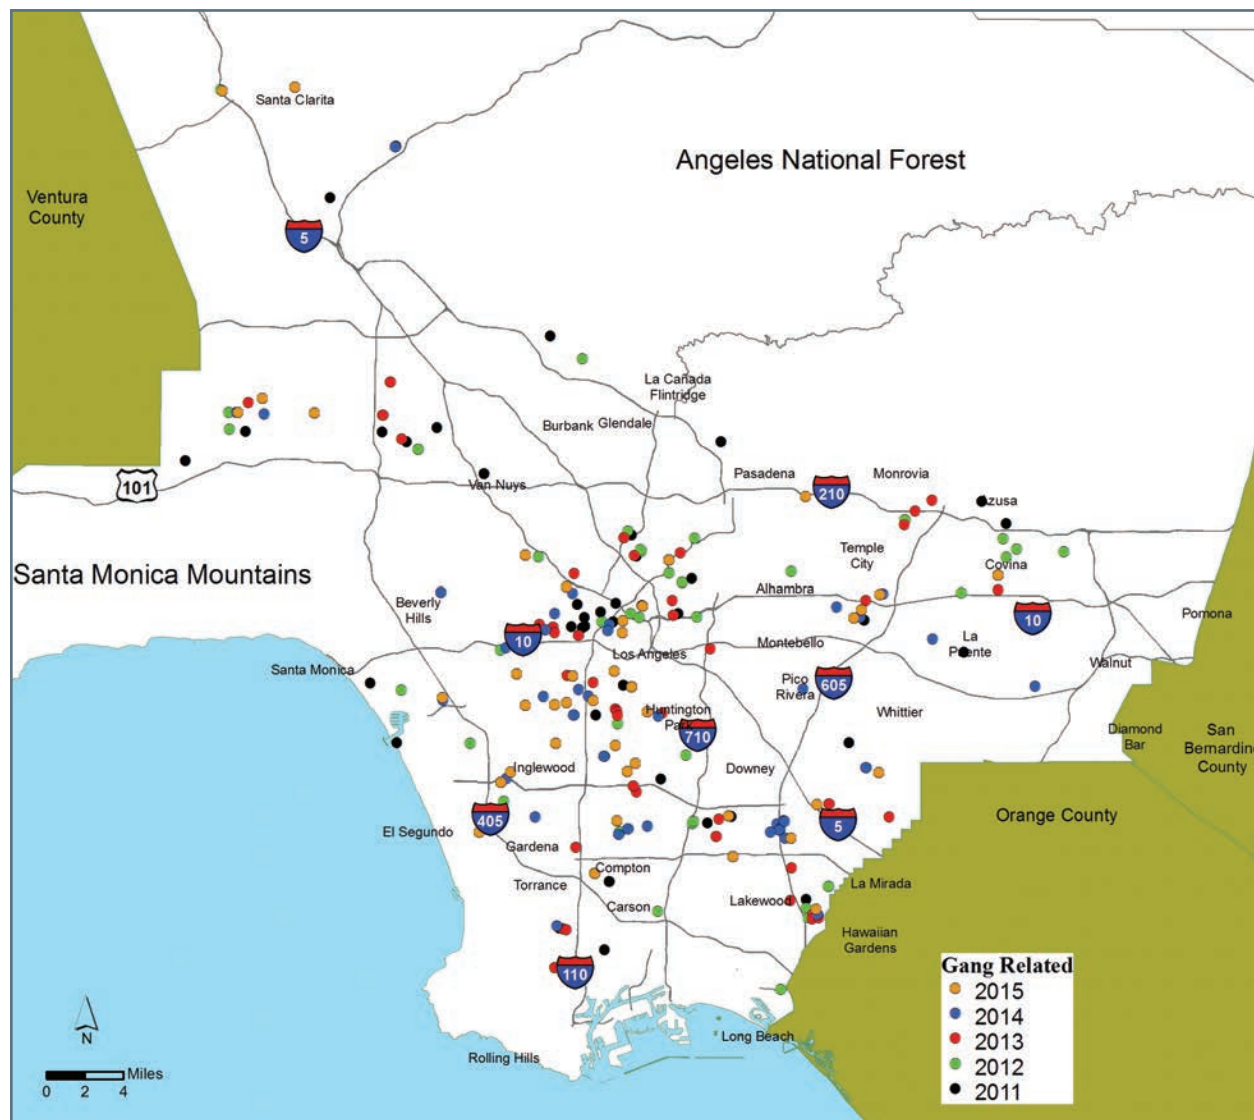 Santa Clarita
Angeles National Forest
Ventura
County
5
La Cañada
Flintridge
Burbank
Glendale
Pasadena
Monrovia
101
Van Nuys
210
Azusa
Temple
City
Covina
Santa Monica Mountains
Alhambra
Beverly
Hills
Pomona
10
10
Montebello
La
Puente
Los Angeles
Walnut
Santa Monica
Pico
Rivera
605
Huntington
Park
Whittier
710
Diamond
Bar
San
Bernardino
County
Inglewood
Downey
Orange County
405
5
El Segundo
Gardena
Compton
Torrance
La Mirada
Carson
Lakewood
Hawaiian
Gardens
110
Gang Related
2015
2014
2013
2012
2011
N
Long Beach
Rolling Hills
Miles
0 2 4